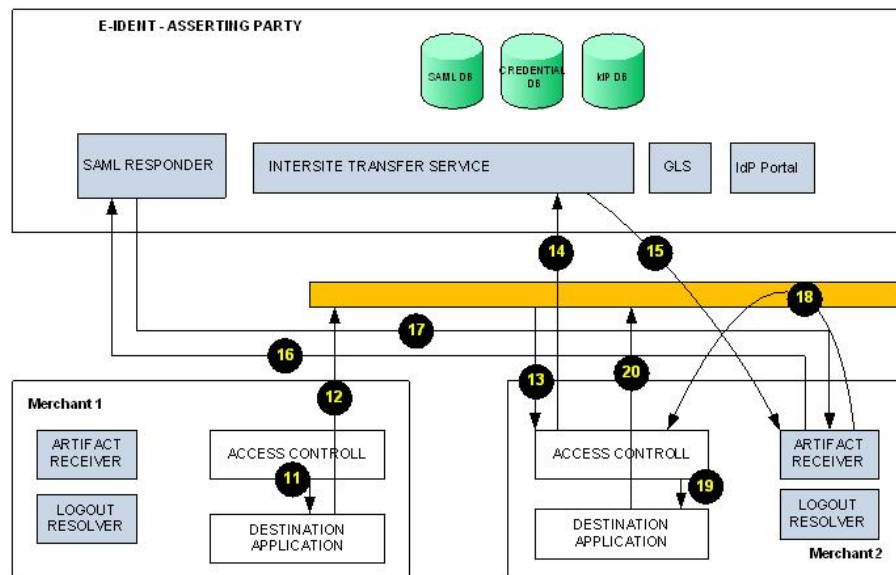 E-IDENT - ASSERTING PARTY
SAML DB
CREDENTIAL
DB
IdP DB
SAML RESPONDER
INTERSITE TRANSFER SERVICE
GLS
IdP Portal
14
15
18
17
16
13
20
12
Merchant 1
ARTIFACT
RECEIVER
ACCESS CONTROLL
11
LOGOUT
RESOLVER
DESTINATION
APPLICATION
ACCESS CONTROLL
19
DESTINATION
APPLICATION
ARTIFACT
RECEIVER
LOGOUT
RESOLVER
Merchant 2